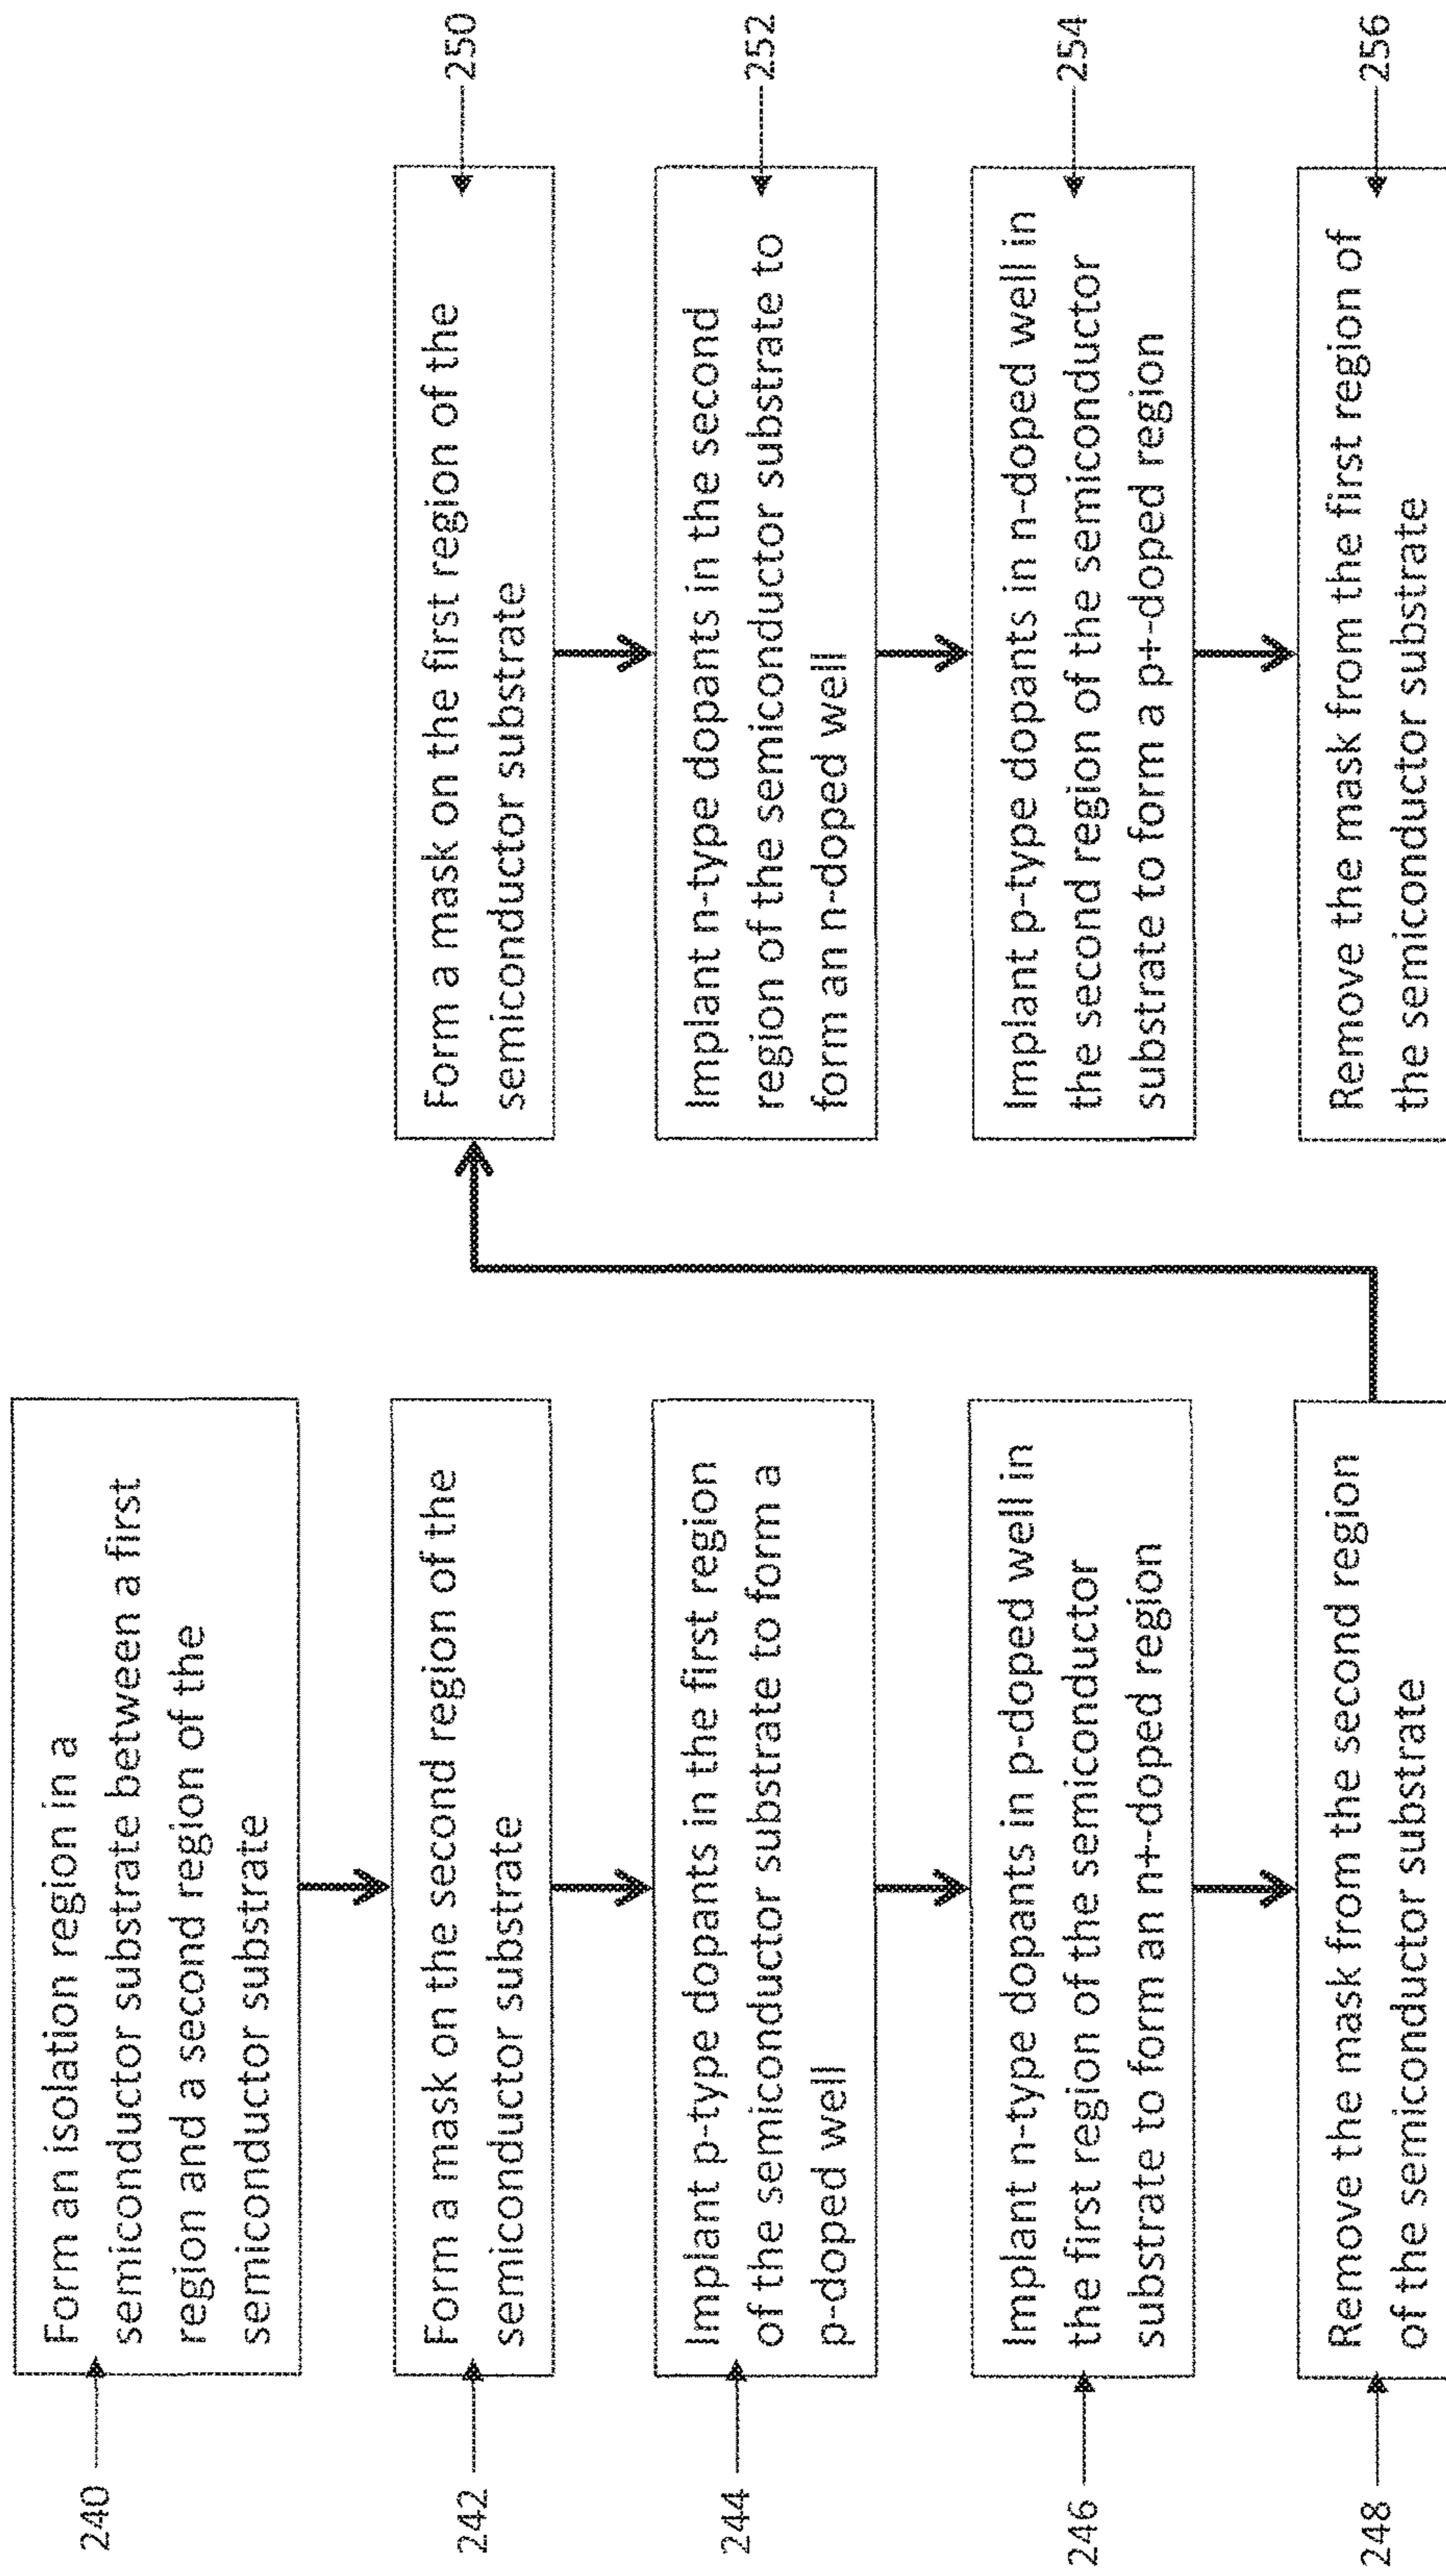 240
Form an isolation region in a
semiconductor substrate between a first
region and a second region of the
semiconductor substrate
242
Form a mask on the second region of the
semiconductor substrate
244
Implant p-type dopants in the first region
of the semiconductor substrate to form a
p-doped well
246
Implant n-type dopants in p-doped well in
the first region of the semiconductor
substrate to form an n+-doped region
248
Remove the mask from the second region
of the semiconductor substrate
250
Form a mask on the first region of the
semiconductor substrate
252
Implant n-type dopants in the second
region of the semiconductor substrate to
form an n-doped well
254
Implant p-type dopants in n-doped well in
the second region of the semiconductor
substrate to form a p+-doped region
256
Remove the mask from the first region of
the semiconductor substrate